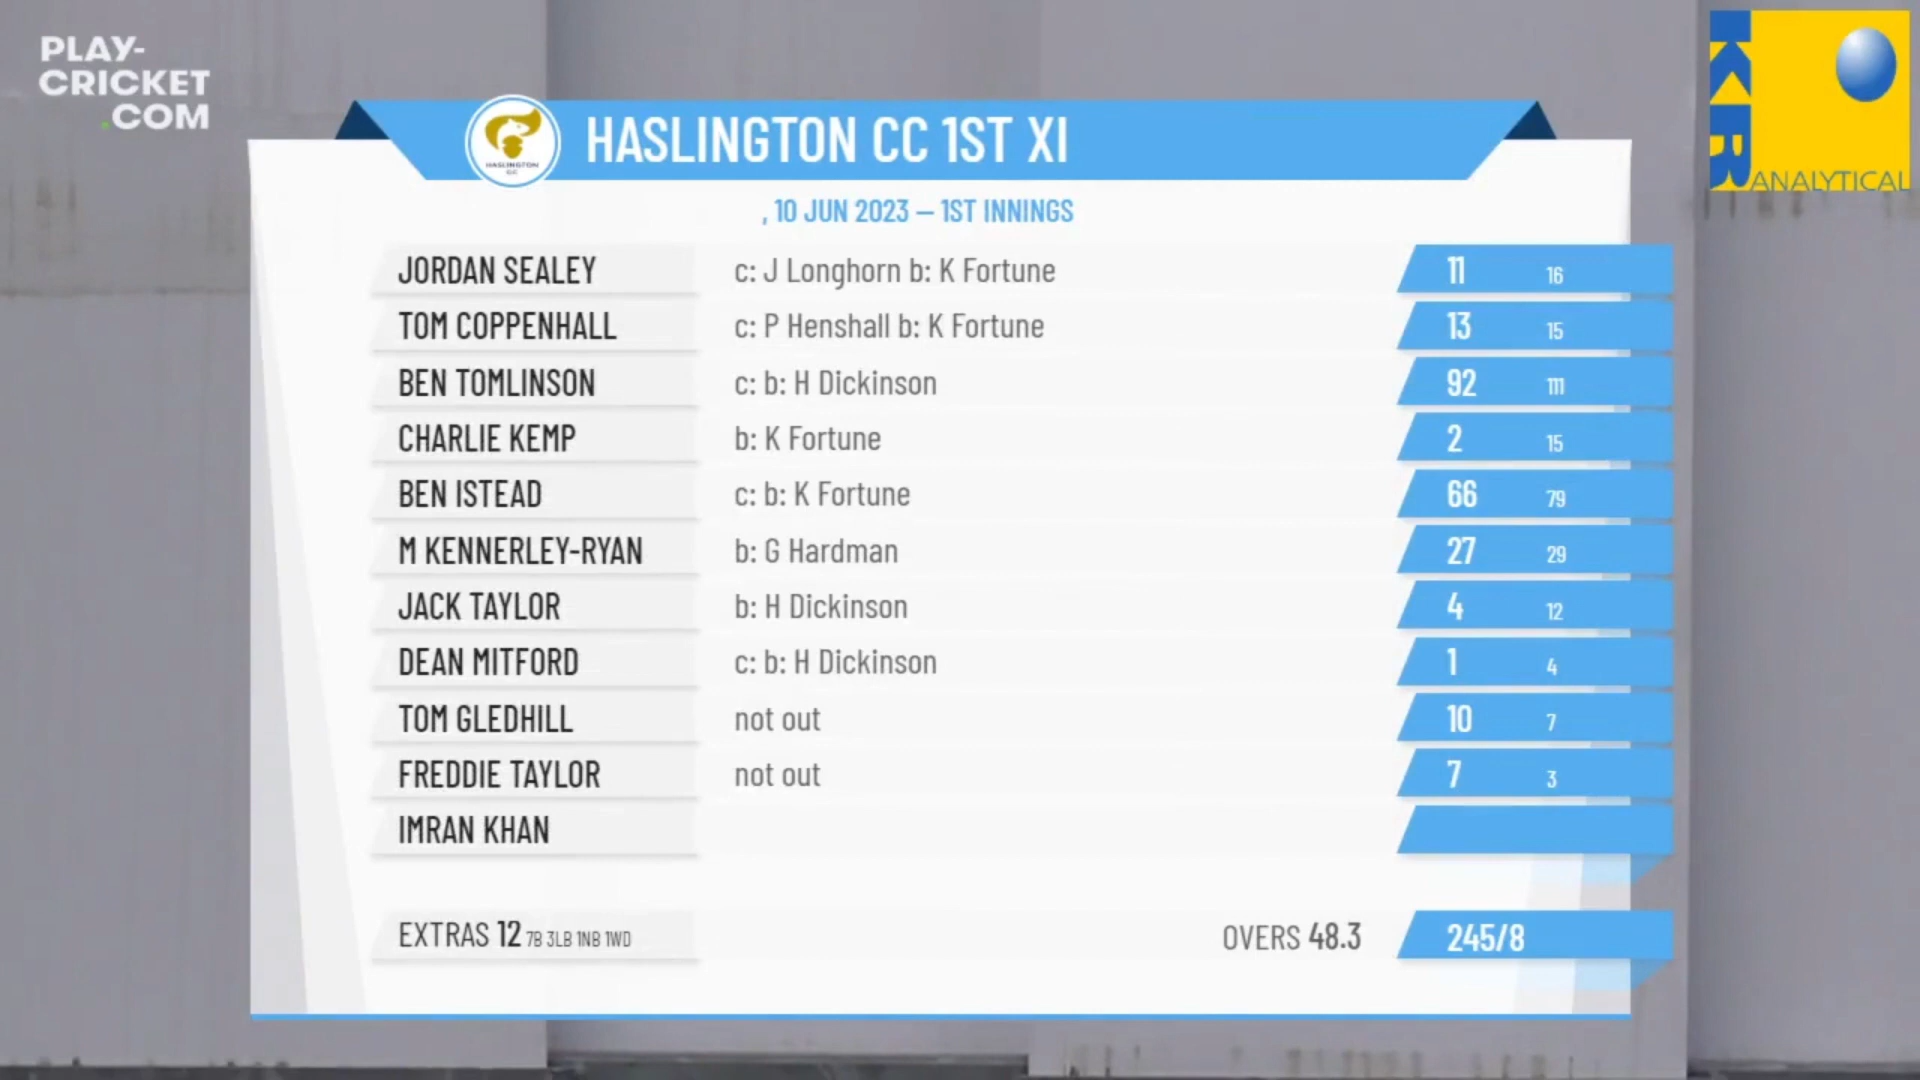 PLAY-
CRICKET
.COM
KR ANALYTICAL
HASLINGTON CC
HASLINGTON CC 1ST XI
, 10 JUN 2023 – 1ST INNINGS
JORDAN SEALEY c: J Longhorn b: K Fortune 11 16
TOM COPPENHALL c: P Henshall b: K Fortune 13 15
BEN TOMLINSON c: b: H Dickinson 92 111
CHARLIE KEMP b: K Fortune 2 15
BEN ISTEAD c: b: K Fortune 66 79
M KENNERLEY-RYAN b: G Hardman 27 29
JACK TAYLOR b: H Dickinson 4 12
DEAN MITFORD c: b: H Dickinson 1 4
TOM GLEDHILL not out 10 7
FREDDIE TAYLOR not out 7 3
IMRAN KHAN
EXTRAS 12 7B 3LB 1NB 1WD OVERS 48.3 245/8